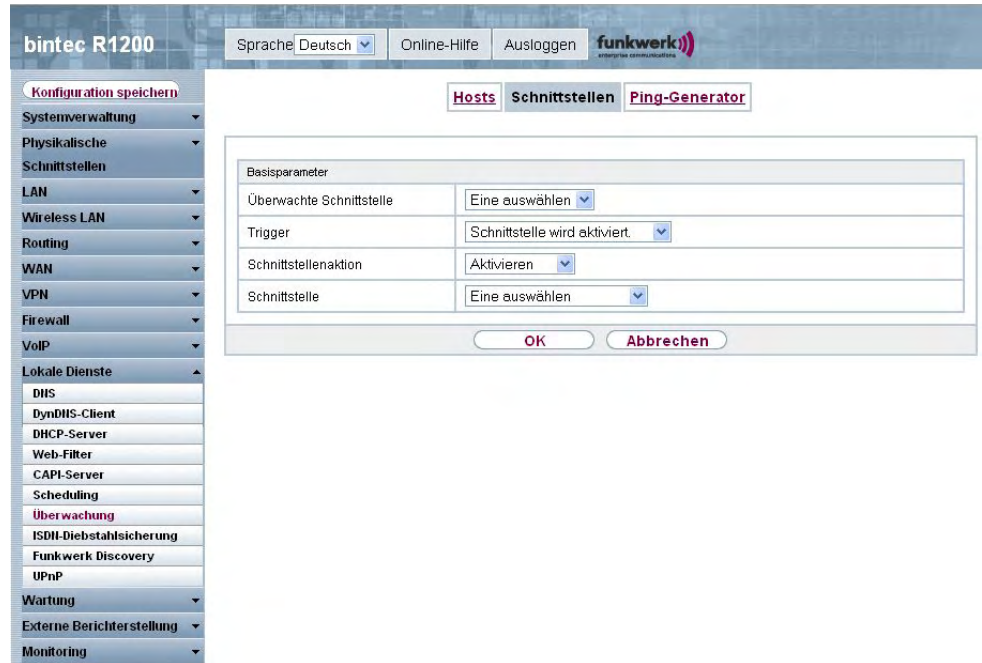 bintec R1200
Sprache Deutsch
Online-Hilfe
Ausloggen
funkwerk
enterprise communications
Konfiguration speichern
Systemverwaltung
Physikalische
Schnittstellen
LAN
Wireless LAN
Routing
WAN
VPN
Firewall
VoIP
Lokale Dienste
DNS
DynDNS-Client
DHCP-Server
Web-Filter
CAPI-Server
Scheduling
Überwachung
ISDN-Diebstahlsicherung
Funkwerk Discovery
UPnP
Wartung
Externe Berichterstellung
Monitoring
Hosts Schnittstellen Ping-Generator
Basisparameter
Überwachte Schnittstelle Eine auswählen
Trigger Schnittstelle wird aktiviert.
Schnittstellenaktion Aktivieren
Schnittstelle Eine auswählen
OK Abbrechen